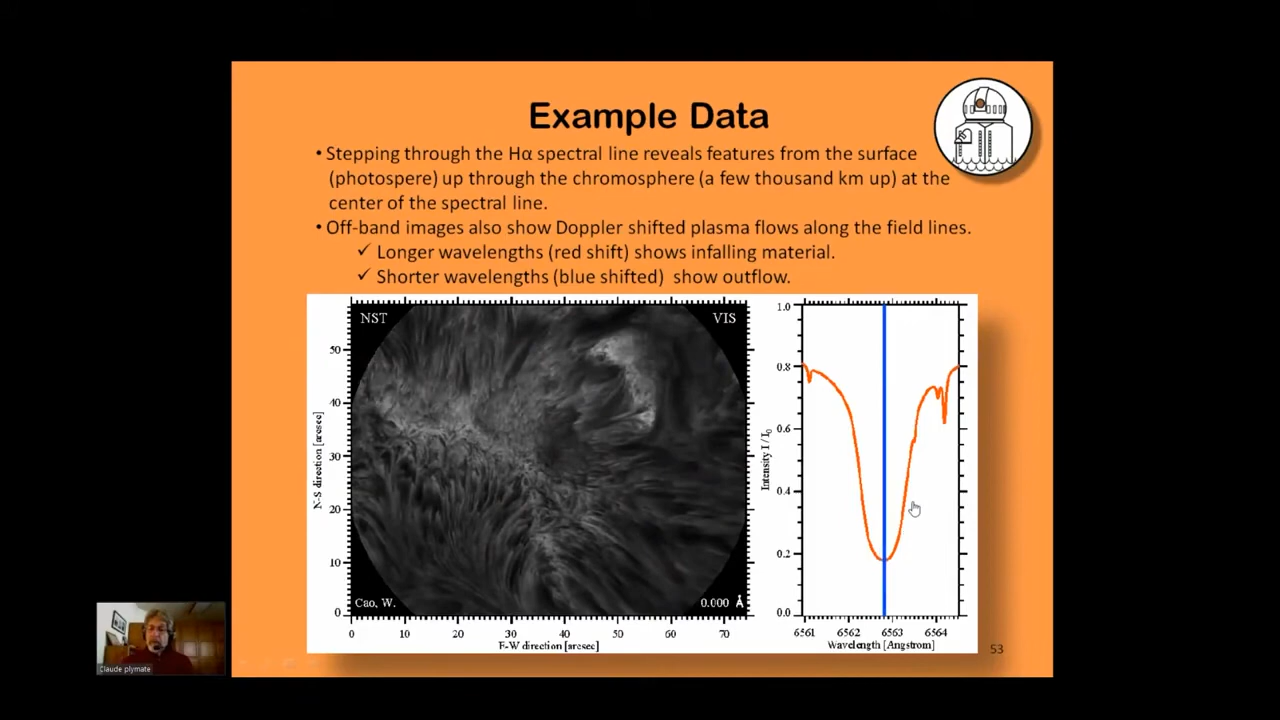 Example Data
• Stepping through the Hα spectral line reveals features from the surface
(photospere) up through the chromosphere (a few thousand km up) at the
center of the spectral line.
• Off-band images also show Doppler shifted plasma flows along the field lines.
✓ Longer wavelengths (red shift) shows infalling material.
✓ Shorter wavelengths (blue shifted) show outflow.
NST
VIS
50
40
30
20
10
0
N-S direction [arcsec]
Cao, W.
0.000 Å
0 10 20 30 40 50 60 70
E-W direction [arcsec]
1.0
0.8
0.6
0.4
0.2
0.0
Intensity I / I₀
6561 6562 6563 6564
Wavelength [Angstrom]
53
Claude plymate